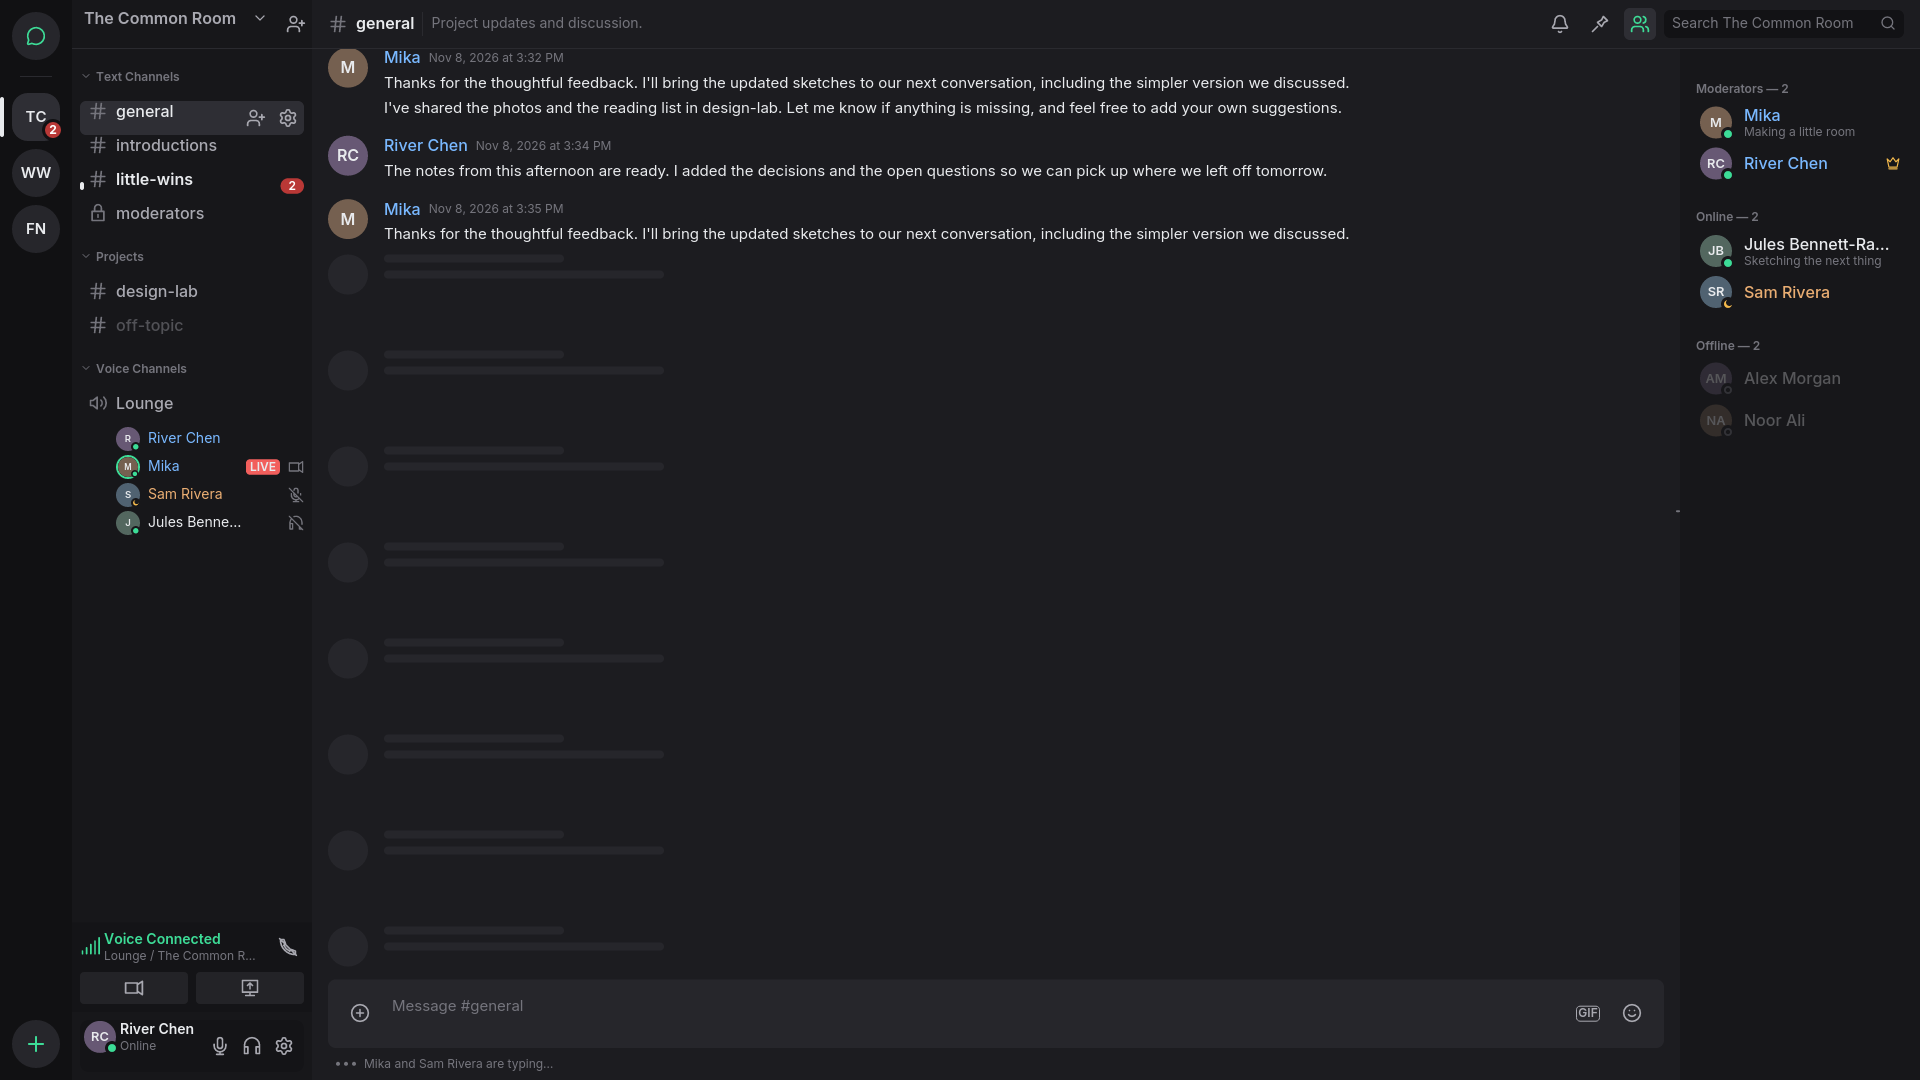 The Common Room
TC
2
WW
FN
Text Channels
general
introductions
little-wins
2
moderators
Projects
design-lab
off-topic
Voice Channels
Lounge
R
River Chen
M
Mika
LIVE
S
Sam Rivera
J
Jules Benne...
Voice Connected
Lounge / The Common R...
RC
River Chen
Online
general
Project updates and discussion.
Search The Common Room
M
Mika
Nov 8, 2026 at 3:32 PM
Thanks for the thoughtful feedback. I'll bring the updated sketches to our next conversation, including the simpler version we discussed.
I've shared the photos and the reading list in design-lab. Let me know if anything is missing, and feel free to add your own suggestions.
RC
River Chen
Nov 8, 2026 at 3:34 PM
The notes from this afternoon are ready. I added the decisions and the open questions so we can pick up where we left off tomorrow.
M
Mika
Nov 8, 2026 at 3:35 PM
Thanks for the thoughtful feedback. I'll bring the updated sketches to our next conversation, including the simpler version we discussed.
Message #general
GIF
Mika and Sam Rivera are typing...
Moderators — 2
M
Mika
Making a little room
RC
River Chen
Online — 2
JB
Jules Bennett-Ra...
Sketching the next thing
SR
Sam Rivera
Offline — 2
AM
Alex Morgan
NA
Noor Ali